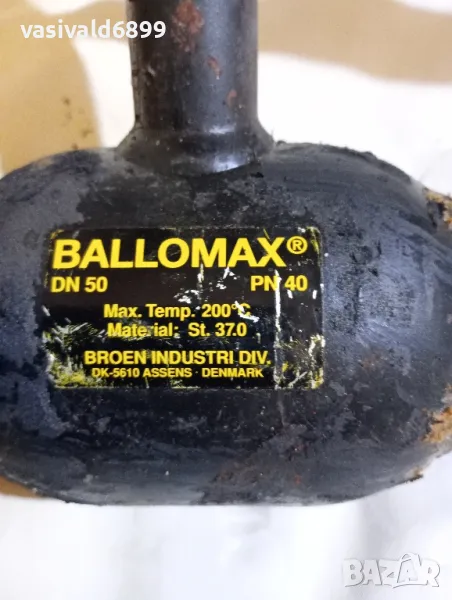 vasivald6899
BALLOMAX®
DN 50 PN 40
Max. Temp. 200°C
Material: St. 37.0
BROEN INDUSTRI DIV.
DK-5610 ASSENS · DENMARK
BAZAR